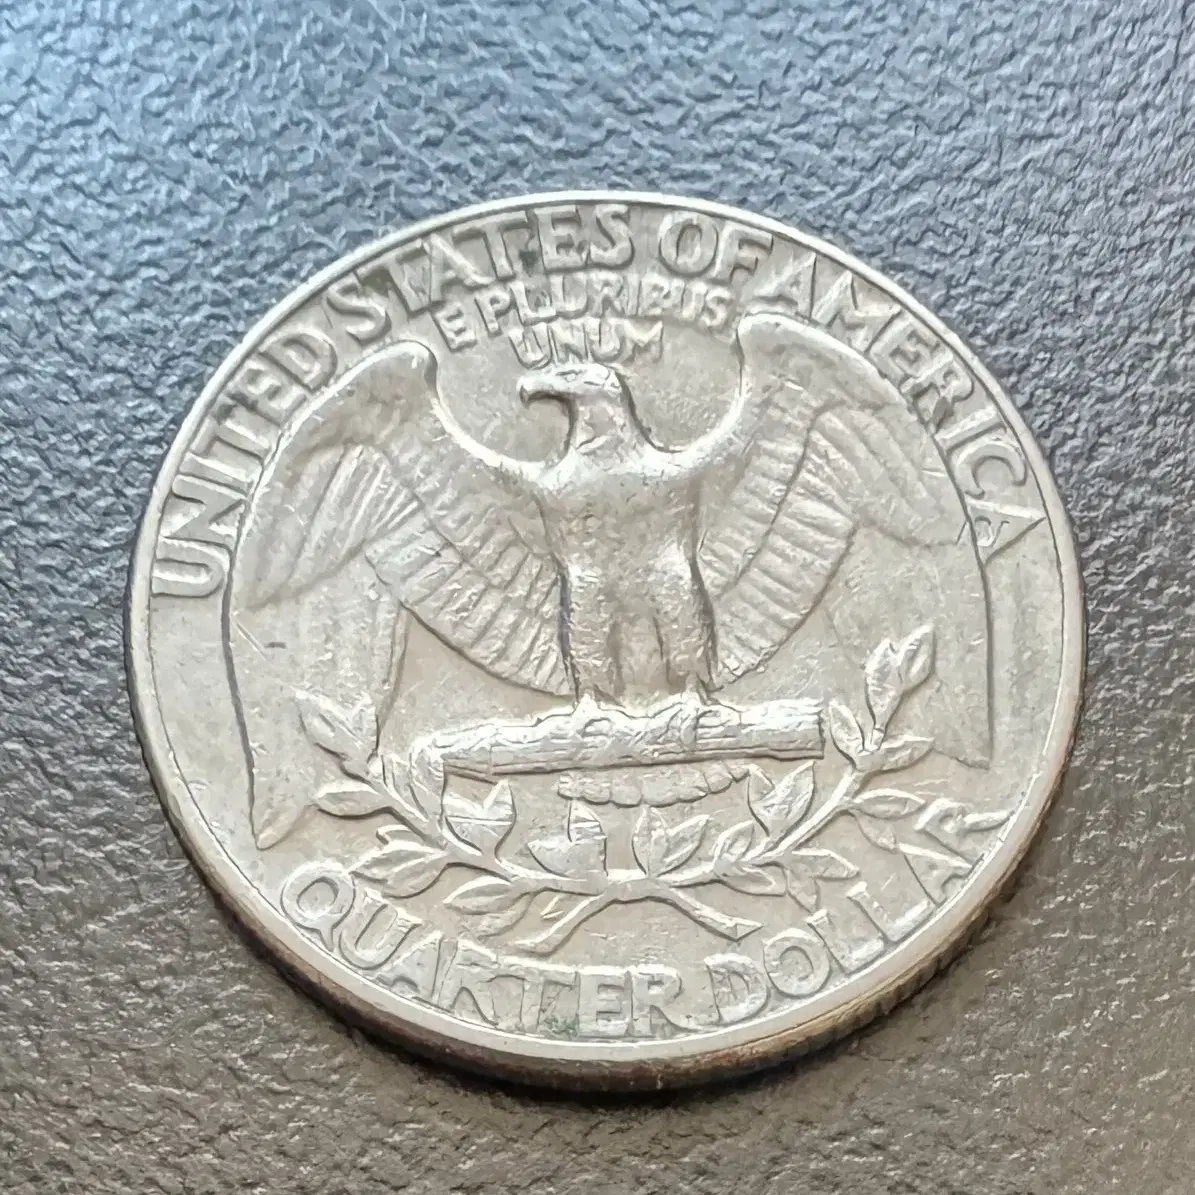 UNITED STATES OF AMERICA
E PLURIBUS
UNUM
QUARTER DOLLAR